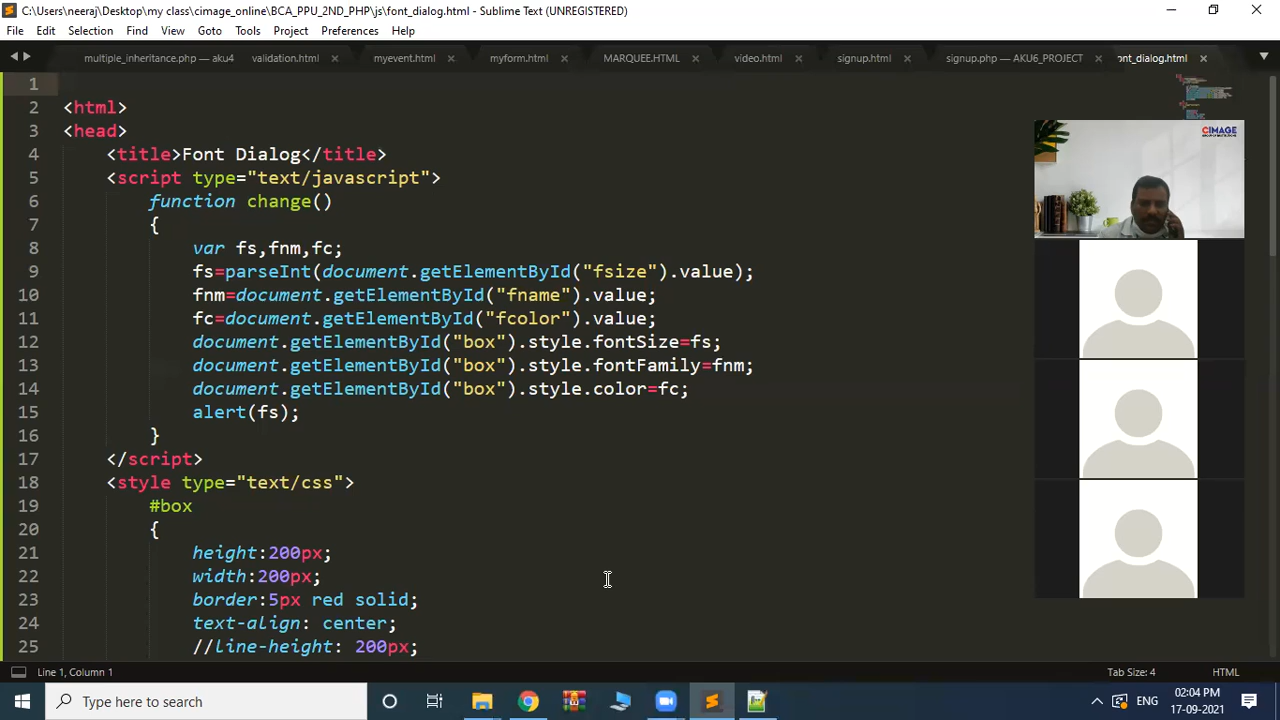 C:\Users\neeraj\Desktop\my class\cimage_online\BCA_PPU_2ND_PHP\js\font_dialog.html - Sublime Text (UNREGISTERED)
File Edit Selection Find View Goto Tools Project Preferences Help
multiple_inheritance.php — aku4 validation.html myevent.html myform.html MARQUEE.HTML video.html signup.html signup.php — AKU6_PROJECT ont_dialog.html
1
2 <html>
3 <head>
4 <title>Font Dialog</title>
5 <script type="text/javascript">
6 function change()
7 {
8 var fs,fnm,fc;
9 fs=parseInt(document.getElementById("fsize").value);
10 fnm=document.getElementById("fname").value;
11 fc=document.getElementById("fcolor").value;
12 document.getElementById("box").style.fontSize=fs;
13 document.getElementById("box").style.fontFamily=fnm;
14 document.getElementById("box").style.color=fc;
15 alert(fs);
16 }
17 </script>
18 <style type="text/css">
19 #box
20 {
21 height:200px;
22 width:200px;
23 border:5px red solid;
24 text-align: center;
25 //line-height: 200px;
CIMAGE
Line 1, Column 1
Tab Size: 4
HTML
Type here to search
ENG
02:04 PM
17-09-2021